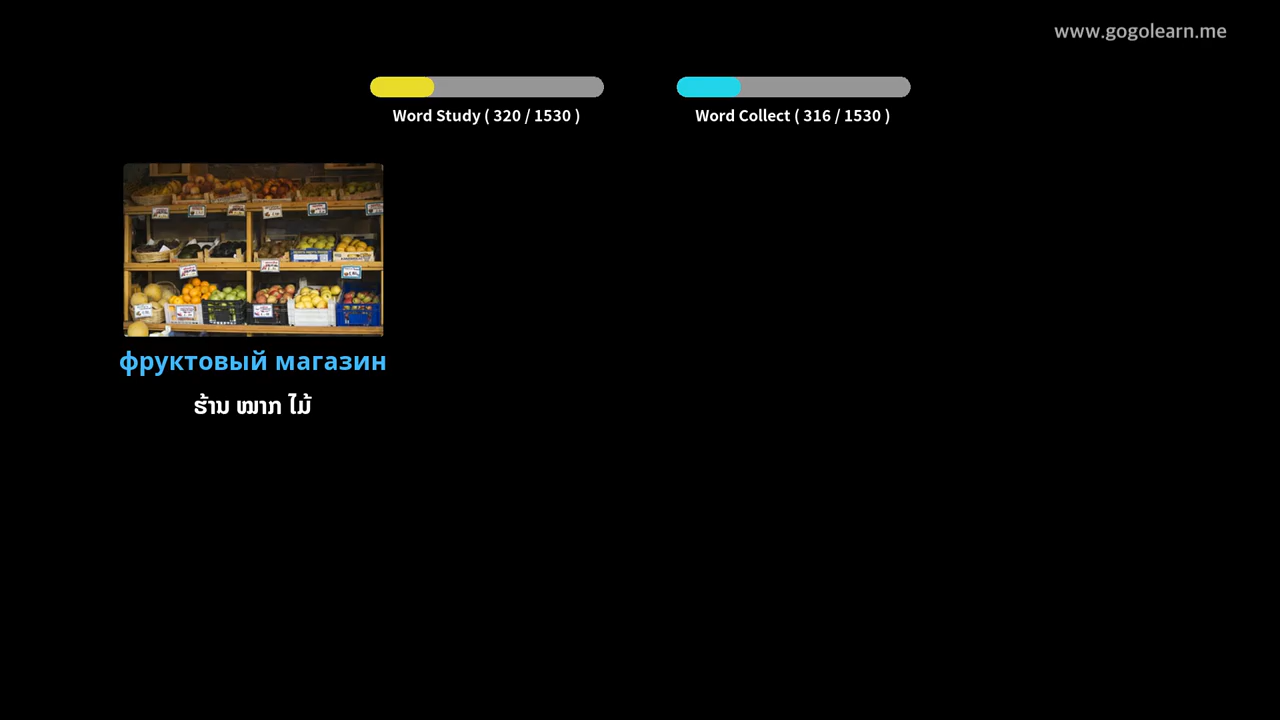 www.gogolearn.me
Word Study ( 320 / 1530 )
Word Collect ( 316 / 1530 )
фруктовый магазин
ຮ້ານ ໝາກ ໄມ້